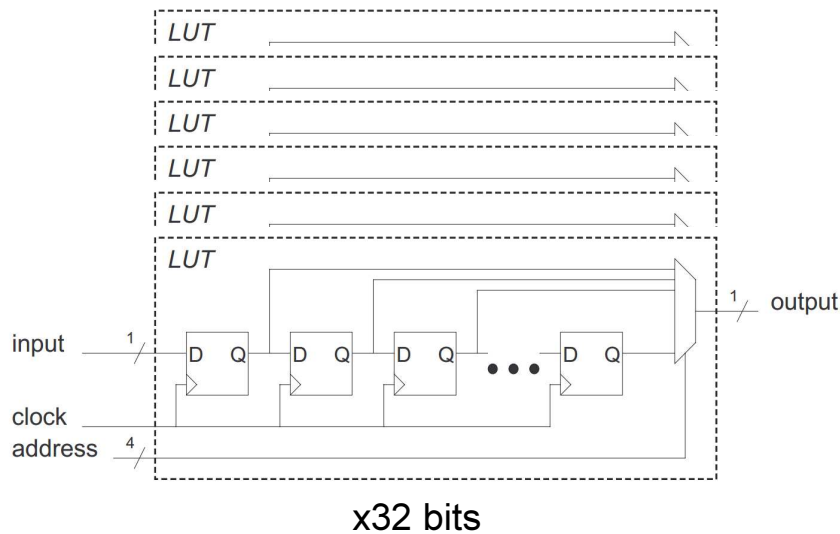 LUT
LUT
LUT
LUT
LUT
LUT
1 output
input 1 D Q D Q D Q D Q
clock
address 4
x32 bits